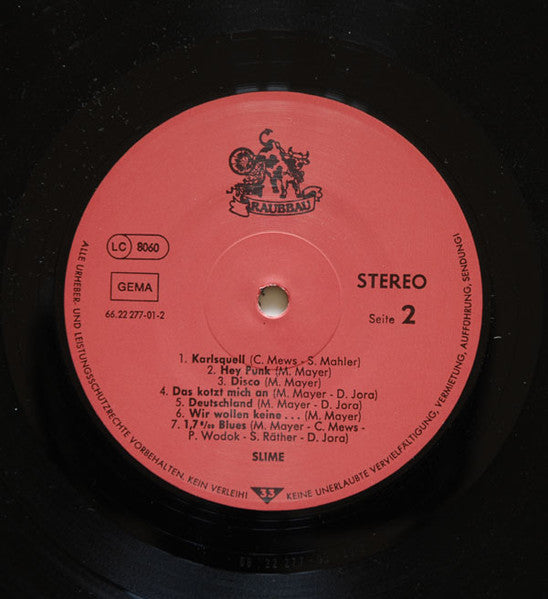 RAUBBAU
LC 8060
GEMA
66.22 277-01-2
STEREO
Seite 2
1. Karlsquell (C. Mews - S. Mahler)
2. Hey Punk (M. Mayer)
3. Disco (M. Mayer)
4. Das kotzt mich an (M. Mayer - D. Jora)
5. Deutschland (M. Mayer - D. Jora)
6. Wir wollen keine . . . (M. Mayer)
7. 1,7 ‰ Blues (M. Mayer - C. Mews -
P. Wodok - S. Räther - D. Jora)
SLIME
33
ALLE URHEBER- UND LEISTUNGSSCHUTZRECHTE VORBEHALTEN. KEIN VERLEIH! KEINE UNERLAUBTE VERVIELFÄLTIGUNG, VERMIETUNG, AUFFÜHRUNG, SENDUNG!